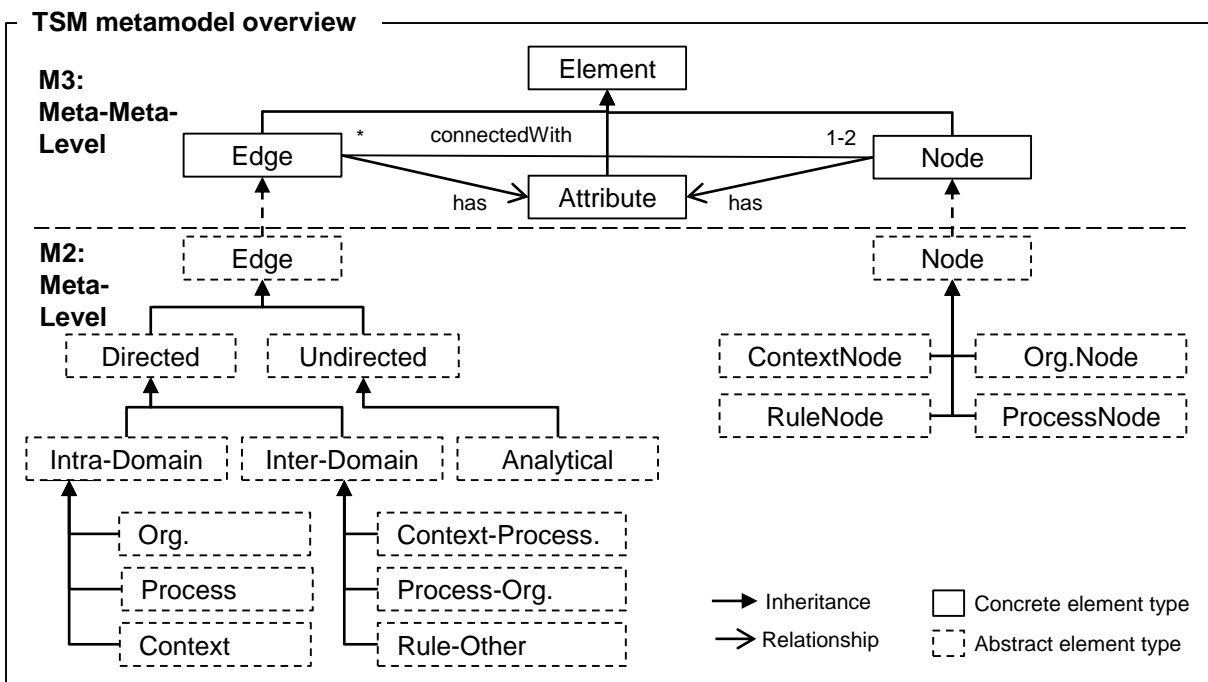 TSM metamodel overview
M3:
Meta-Meta-
Level
Element
* connectedWith 1-2
Edge
Node
has
Attribute
has
M2:
Meta-
Level
Edge
Node
Directed
Undirected
ContextNode
Org.Node
RuleNode
ProcessNode
Intra-Domain
Inter-Domain
Analytical
Org.
Process
Context
Context-Process.
Process-Org.
Rule-Other
Inheritance
Relationship
Concrete element type
Abstract element type